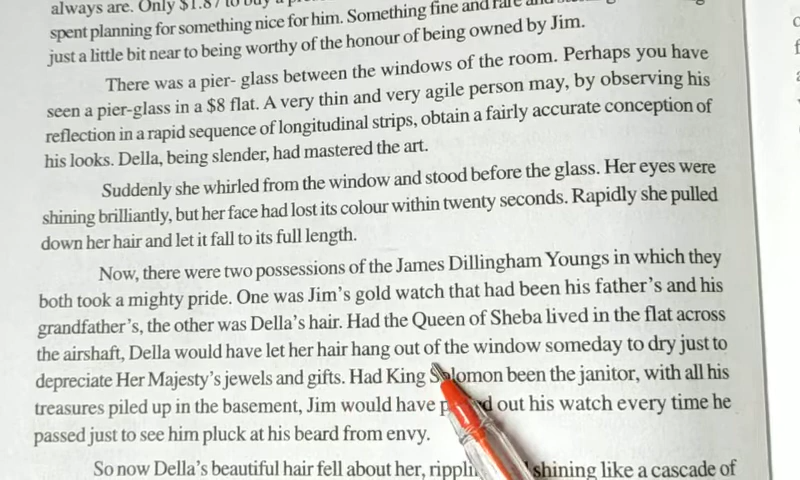 always are. Only $1.87 to buy a
spent planning for something nice for him. Something fine and rare and
just a little bit near to being worthy of the honour of being owned by Jim.
There was a pier- glass between the windows of the room. Perhaps you have
seen a pier-glass in a $8 flat. A very thin and very agile person may, by observing his
reflection in a rapid sequence of longitudinal strips, obtain a fairly accurate conception of
his looks. Della, being slender, had mastered the art.
Suddenly she whirled from the window and stood before the glass. Her eyes were
shining brilliantly, but her face had lost its colour within twenty seconds. Rapidly she pulled
down her hair and let it fall to its full length.
Now, there were two possessions of the James Dillingham Youngs in which they
both took a mighty pride. One was Jim's gold watch that had been his father's and his
grandfather's, the other was Della's hair. Had the Queen of Sheba lived in the flat across
the airshaft, Della would have let her hair hang out of the window someday to dry just to
depreciate Her Majesty's jewels and gifts. Had King Solomon been the janitor, with all his
treasures piled up in the basement, Jim would have out his watch every time he
passed just to see him pluck at his beard from envy.
So now Della's beautiful hair fell about her, shining like a cascade of